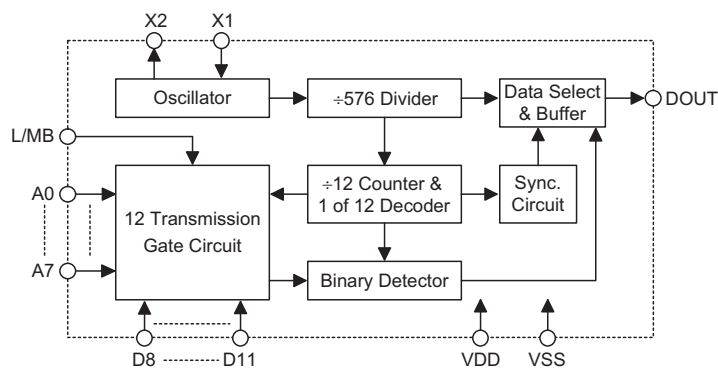 X2 X1
Oscillator
÷576 Divider
Data Select
& Buffer
DOUT
L/MB
A0
A7
12 Transmission
Gate Circuit
÷12 Counter &
1 of 12 Decoder
Sync.
Circuit
Binary Detector
D8 D11 VDD VSS